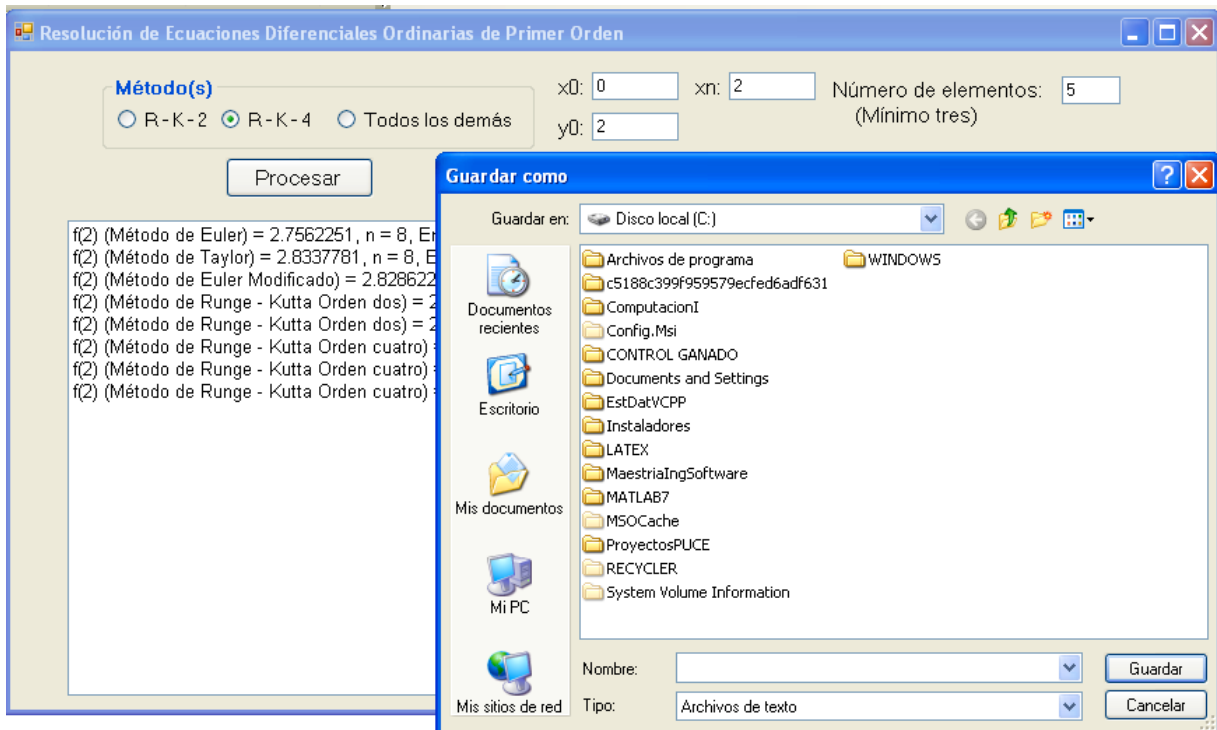 Resolución de Ecuaciones Diferenciales Ordinarias de Primer Orden
Método(s)
R-K-2 R-K-4 Todos los demás
x0: 0 xn: 2 Número de elementos: 5
(Mínimo tres)
y0: 2
Procesar
f(2) (Método de Euler) = 2.7562251, n = 8, Er
f(2) (Método de Taylor) = 2.8337781, n = 8, E
f(2) (Método de Euler Modificado) = 2.828622
f(2) (Método de Runge - Kutta Orden dos) = 2
f(2) (Método de Runge - Kutta Orden dos) = 2
f(2) (Método de Runge - Kutta Orden cuatro) =
f(2) (Método de Runge - Kutta Orden cuatro) =
f(2) (Método de Runge - Kutta Orden cuatro) =
Guardar como
Guardar en: Disco local (C:)
Documentos recientes
Escritorio
Mis documentos
Mi PC
Mis sitios de red
Archivos de programa
c5188c399f959579ecfed6adf631
ComputacionI
Config.Msi
CONTROL GANADO
Documents and Settings
EstDatVCPP
Instaladores
LATEX
MaestriaIngSoftware
MATLAB7
MSOCache
ProyectosPUCE
RECYCLER
System Volume Information
WINDOWS
Nombre:
Guardar
Tipo: Archivos de texto
Cancelar